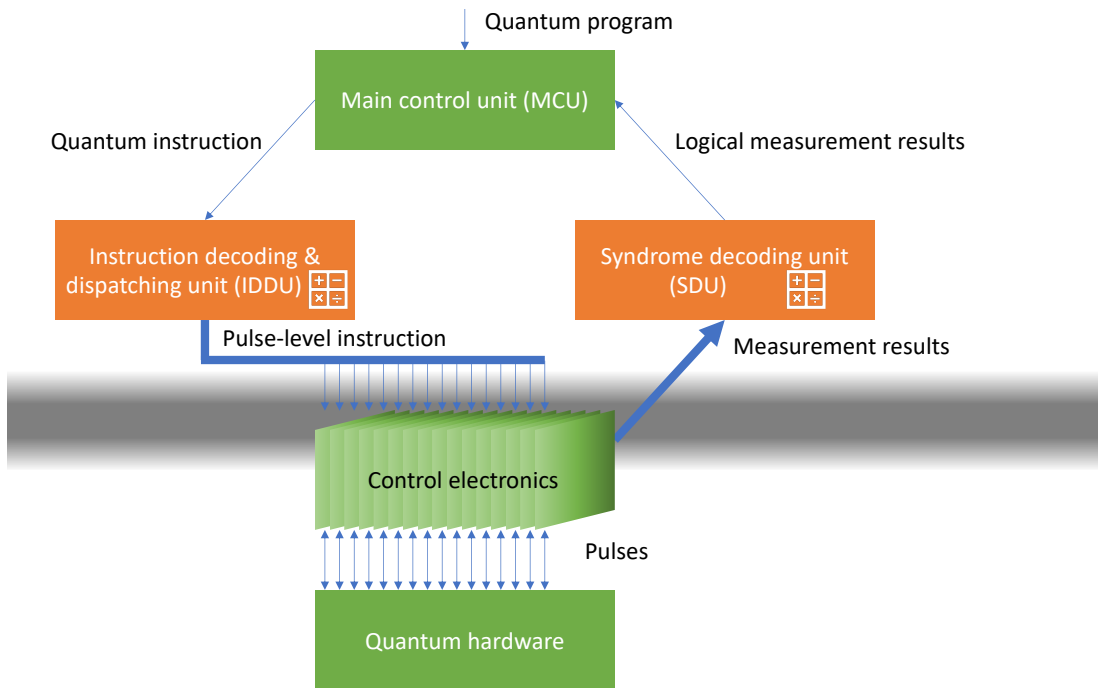 Quantum program
Main control unit (MCU)
Quantum instruction
Logical measurement results
Instruction decoding &
dispatching unit (IDDU)
Syndrome decoding unit
(SDU)
Pulse-level instruction
Measurement results
Control electronics
Pulses
Quantum hardware